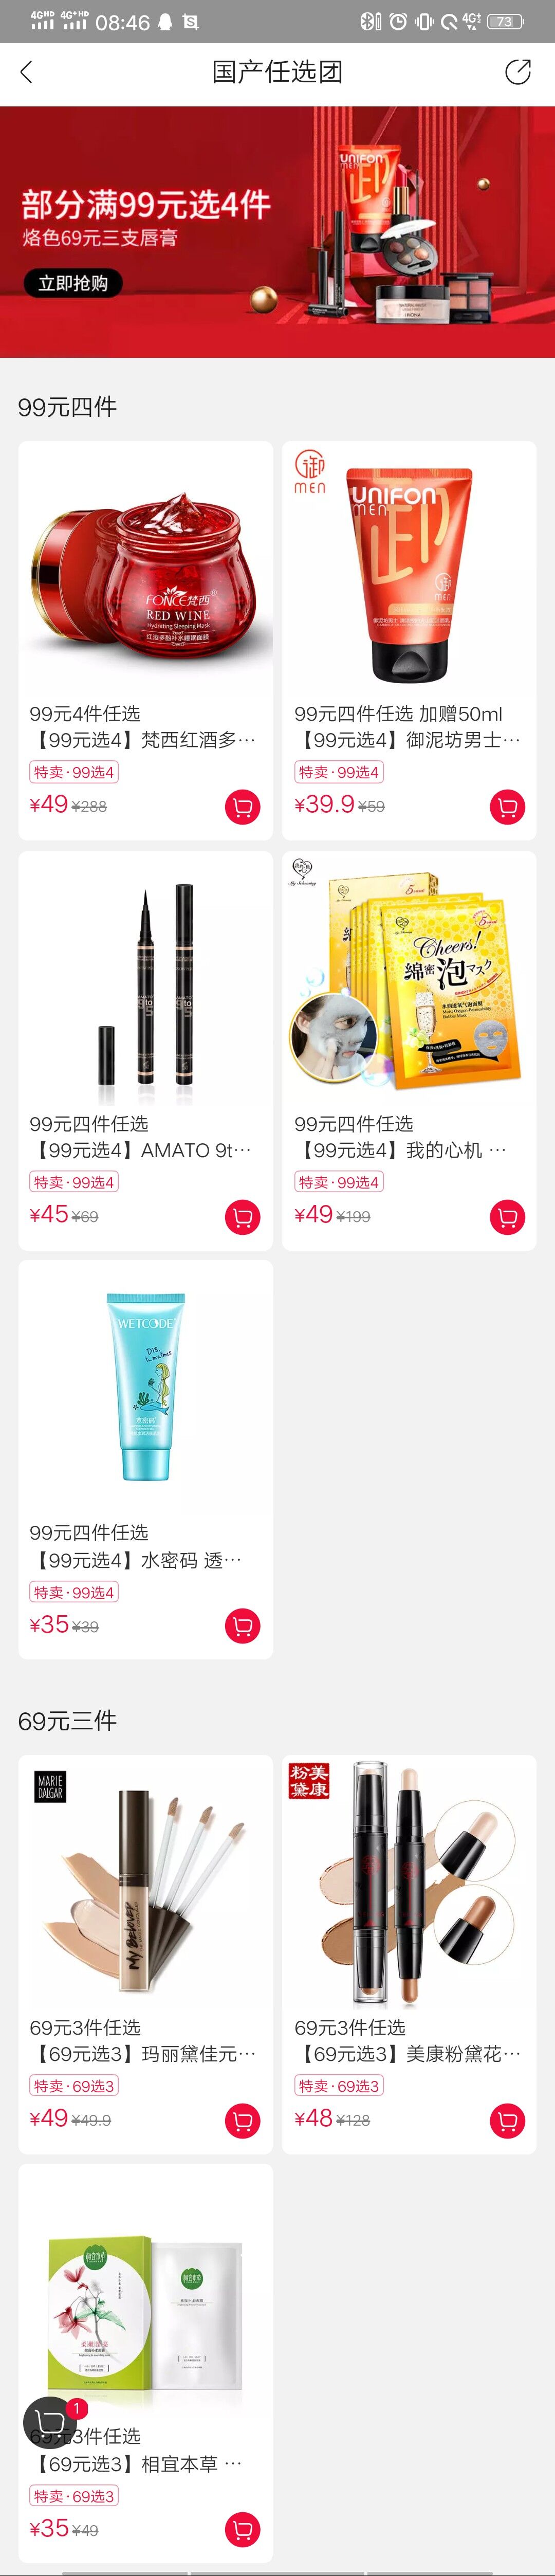 4G HD 4G+HD 08:46 4G± 73
国产任选团
部分满99元选4件
烙色69元三支唇膏
立即抢购
UNIFON
99元四件
FONCE梵西®
RED WINE
Hydrating Sleeping Mask
红酒多酚补水睡眠面膜
99元4件任选
【99元选4】梵西红酒多…
特卖·99选4
¥49 ¥288
御
MEN
UNIFON
MEN
99元四件任选 加赠50ml
【99元选4】御泥坊男士…
特卖·99选4
¥39.9 ¥59
AMATO
9to5
99元四件任选
【99元选4】AMATO 9t…
特卖·99选4
¥45 ¥69
Cheers!
綿密泡マスク
99元四件任选
【99元选4】我的心机 …
特卖·99选4
¥49 ¥199
WETCODE
水密码
99元四件任选
【99元选4】水密码 透…
特卖·99选4
¥35 ¥39
69元三件
MARIE
DALGAR
MY BELOVED
69元3件任选
【69元选3】玛丽黛佳元…
特卖·69选3
¥49 ¥49.9
美康
粉黛
69元3件任选
【69元选3】美康粉黛花…
特卖·69选3
¥48 ¥128
相宜本草
1
69元3件任选
【69元选3】相宜本草 …
特卖·69选3
¥35 ¥49